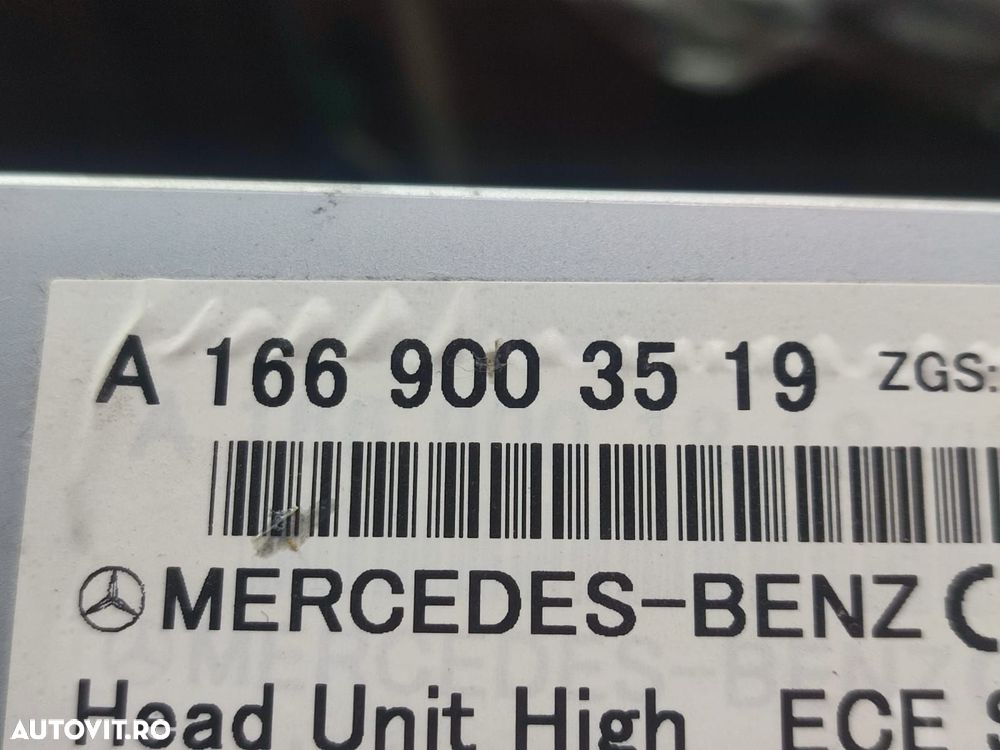 A 166 900 35 19 ZGS:
MERCEDES-BENZ
Head Unit High ECE
AUTOVIT.RO